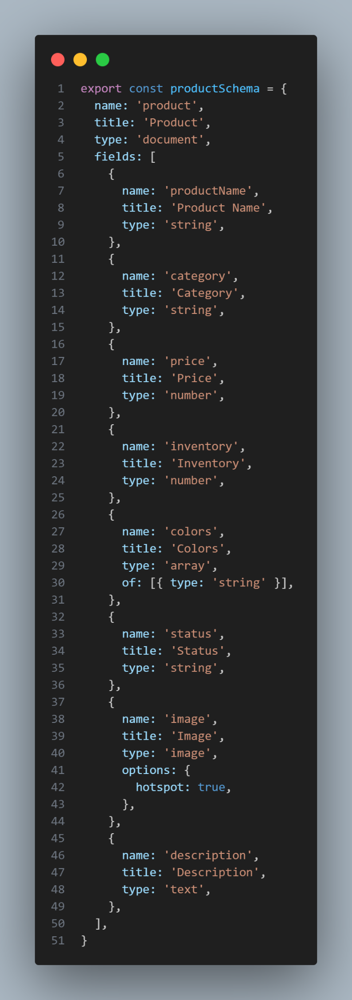 1 export const productSchema = {
2   name: 'product',
3   title: 'Product',
4   type: 'document',
5   fields: [
6     {
7       name: 'productName',
8       title: 'Product Name',
9       type: 'string',
10     },
11     {
12       name: 'category',
13       title: 'Category',
14       type: 'string',
15     },
16     {
17       name: 'price',
18       title: 'Price',
19       type: 'number',
20     },
21     {
22       name: 'inventory',
23       title: 'Inventory',
24       type: 'number',
25     },
26     {
27       name: 'colors',
28       title: 'Colors',
29       type: 'array',
30       of: [{ type: 'string' }],
31     },
32     {
33       name: 'status',
34       title: 'Status',
35       type: 'string',
36     },
37     {
38       name: 'image',
39       title: 'Image',
40       type: 'image',
41       options: {
42         hotspot: true,
43       },
44     },
45     {
46       name: 'description',
47       title: 'Description',
48       type: 'text',
49     },
50   ],
51 }